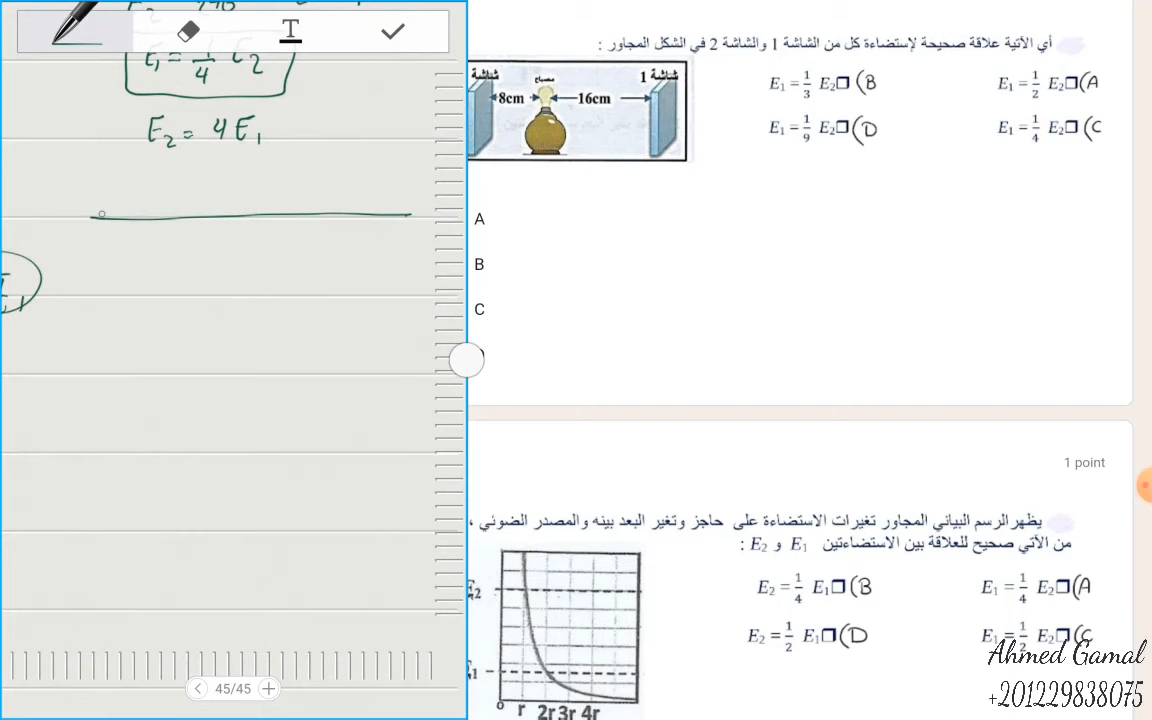 T
E₁ = 1/4 E₂
E₂ = 4 E₁
45/45
أي الآتية علاقة صحيحة لإستضاءة كل من الشاشة 1 والشاشة 2 في الشكل المجاور :
E₁ = 1/2 E₂ (A
E₁ = 1/3 E₂ (B
E₁ = 1/4 E₂ (C
E₁ = 1/9 E₂ (D
شاشة
مصباح
شاشة 1
8cm
16cm
A
B
C
1 point
يظهر الرسم البياني المجاور تغيرات الاستضاءة على حاجز وتغير البعد بينه والمصدر الضوئي ،
من الآتي صحيح للعلاقة بين الاستضاءتين E₁ و E₂ :
E₁ = 1/4 E₂ (A
E₂ = 1/4 E₁ (B
E₁ = 1/2 E₂ (C
E₂ = 1/2 E₁ (D
0 r 2r 3r 4r
Ahmed Gamal
+201229838075